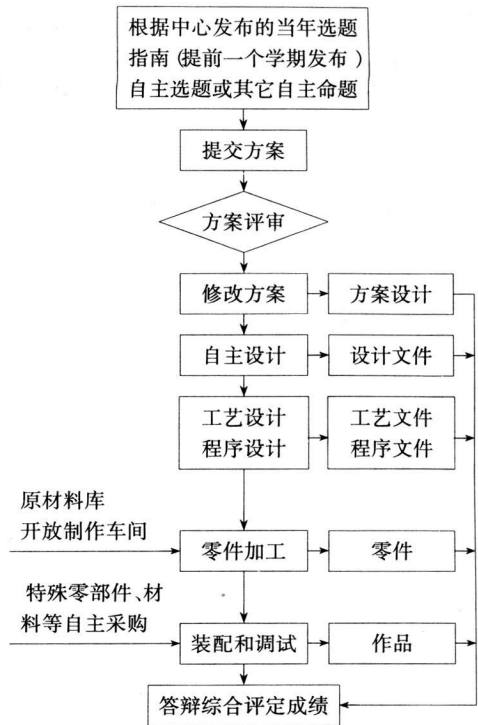 根据中心发布的当年选题
指南(提前一个学期发布)
自主选题或其它自主命题
提交方案
方案评审
修改方案
方案设计
自主设计
设计文件
工艺设计
程序设计
工艺文件
程序文件
原材料库
开放制作车间
零件加工
零件
特殊零部件、材
料等自主采购
装配和调试
作品
答辩综合评定成绩